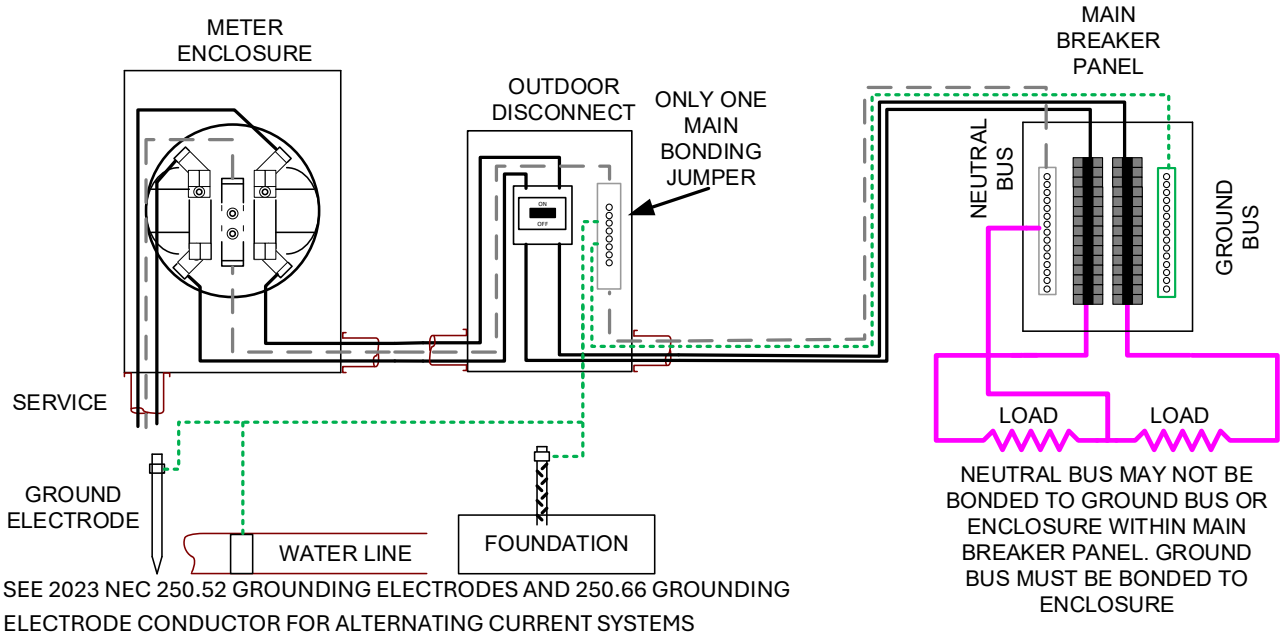 METER
ENCLOSURE
OUTDOOR
DISCONNECT
ON
OFF
ONLY ONE
MAIN
BONDING
JUMPER
MAIN
BREAKER
PANEL
NEUTRAL
BUS
GROUND
BUS
SERVICE
LOAD
LOAD
GROUND
ELECTRODE
WATER LINE
FOUNDATION
NEUTRAL BUS MAY NOT BE
BONDED TO GROUND BUS OR
ENCLOSURE WITHIN MAIN
BREAKER PANEL. GROUND
BUS MUST BE BONDED TO
ENCLOSURE
SEE 2023 NEC 250.52 GROUNDING ELECTRODES AND 250.66 GROUNDING
ELECTRODE CONDUCTOR FOR ALTERNATING CURRENT SYSTEMS